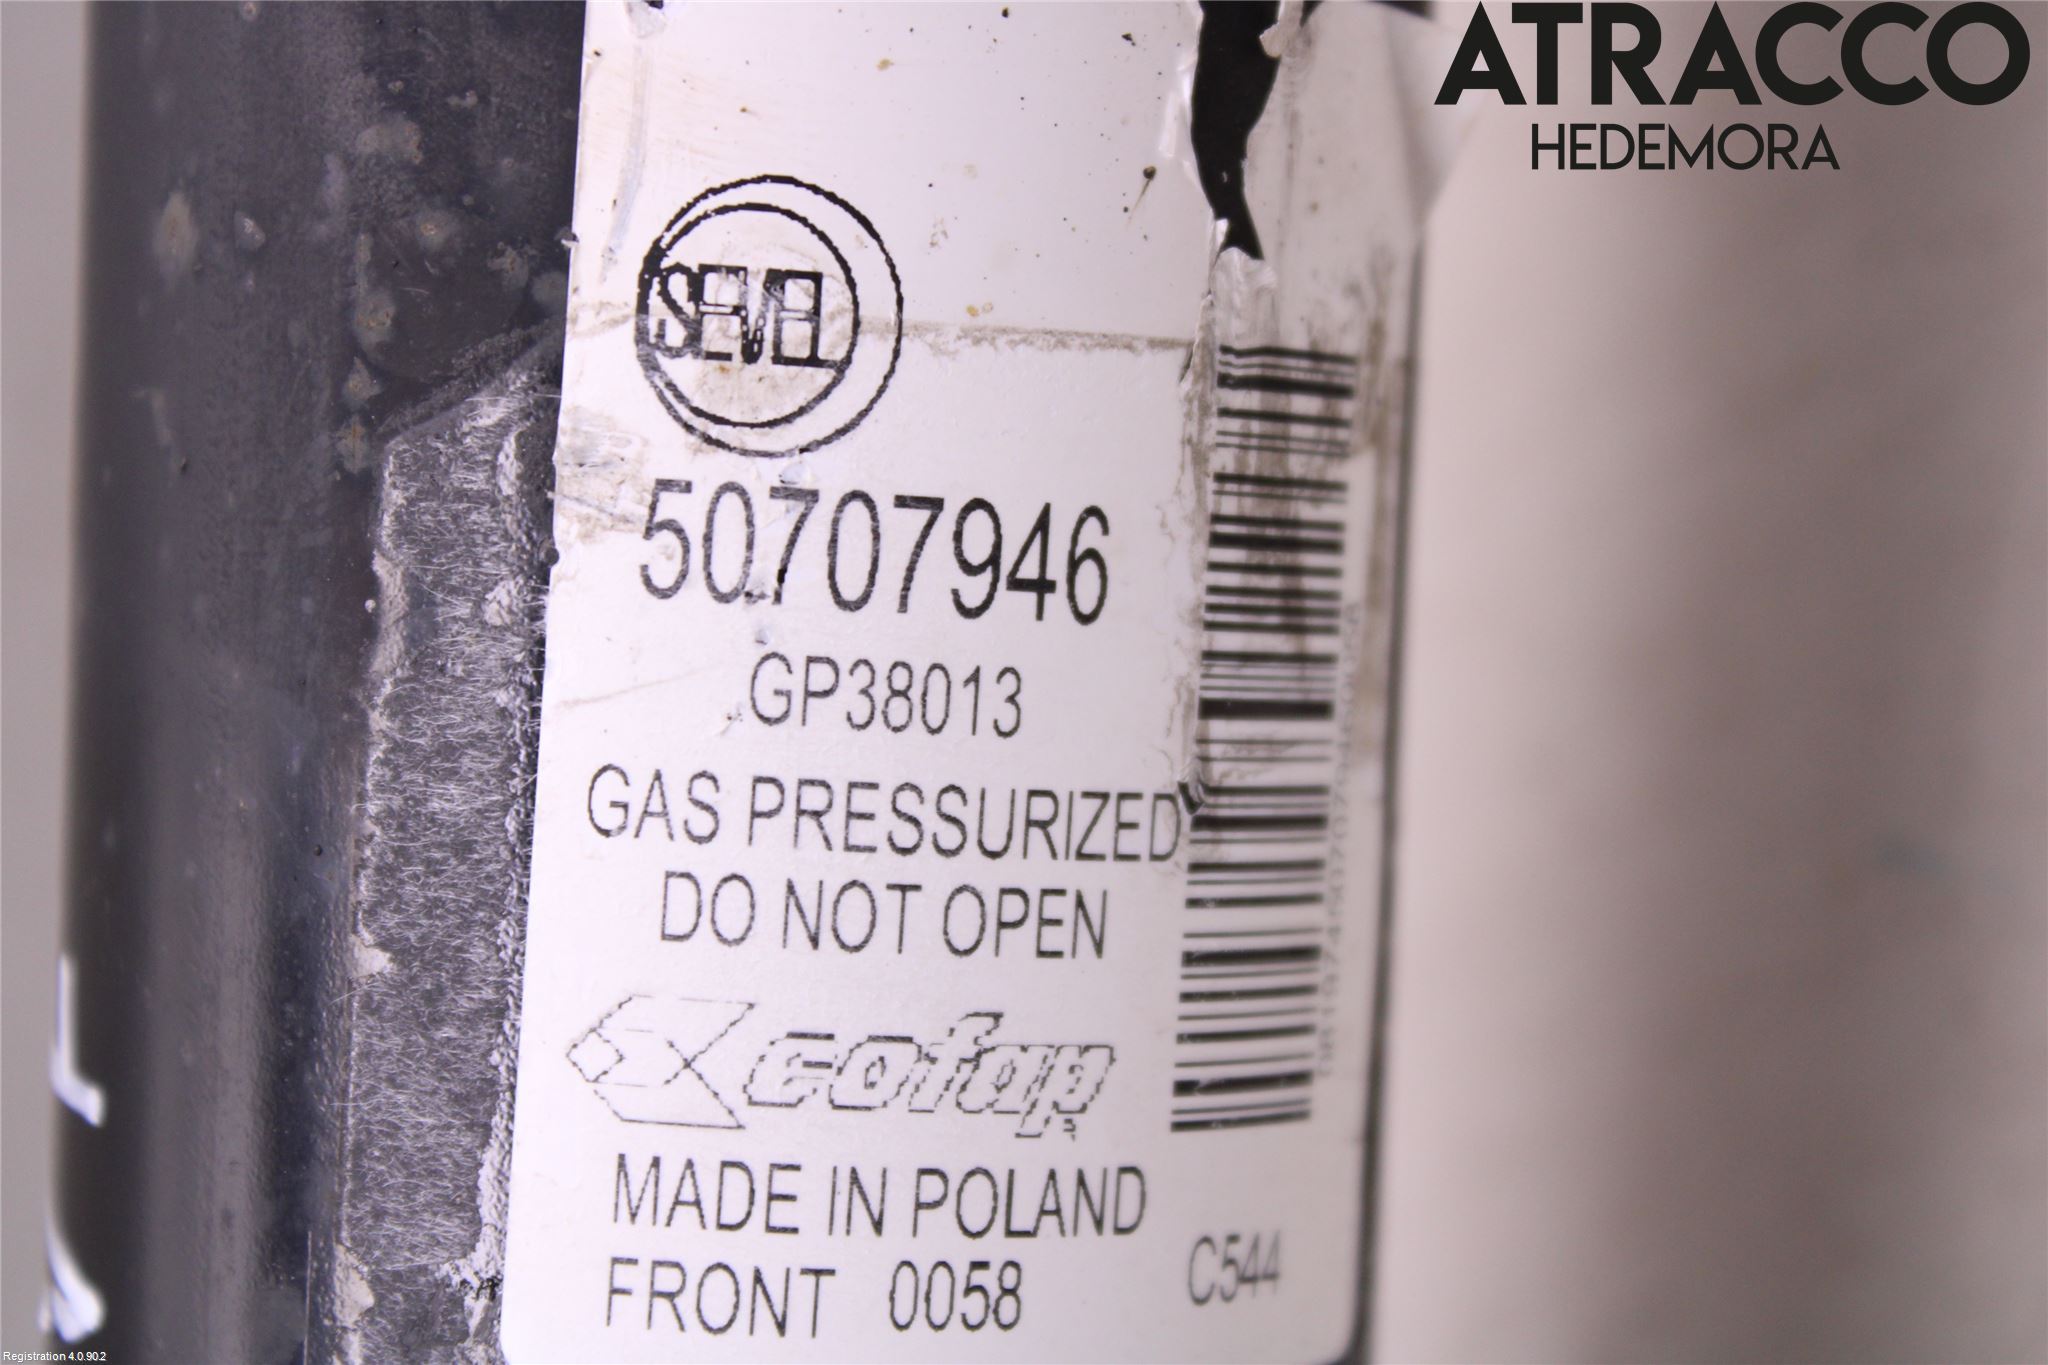 ATRACCO
HEDEMORA
SEVEL
50707946
GP38013
GAS PRESSURIZED
DO NOT OPEN
cofap
MADE IN POLAND
FRONT 0058
C544
Registration 4.0.90.2